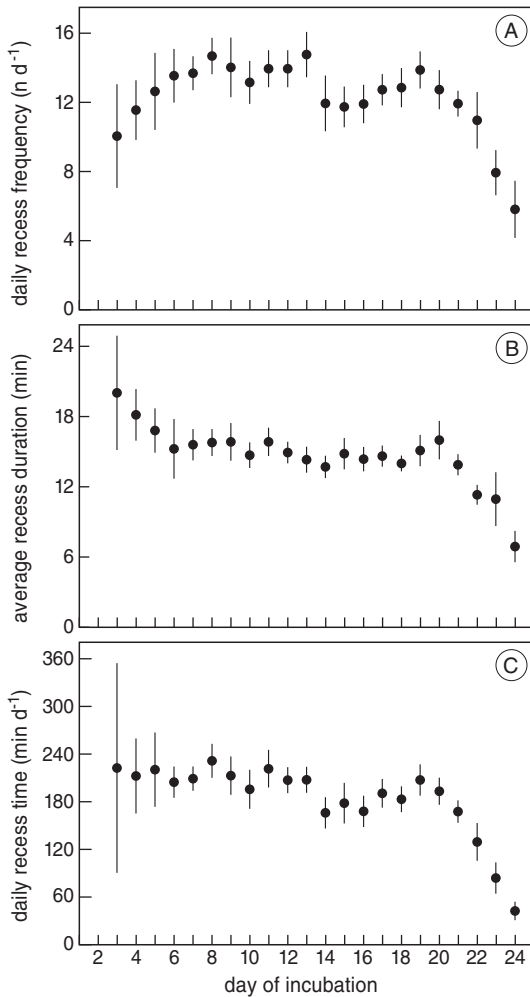 A
daily recess frequency (n d-1)
16
12
8
4
0
B
average recess duration (min)
24
18
12
6
0
C
daily recess time (min d-1)
360
300
240
180
120
60
0
2 4 6 8 10 12 14 16 18 20 22 24
day of incubation